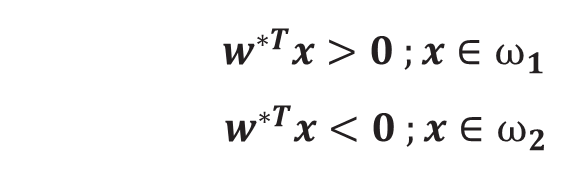 w*ᵀx > 0 ; x ∈ ω₁
w*ᵀx < 0 ; x ∈ ω₂